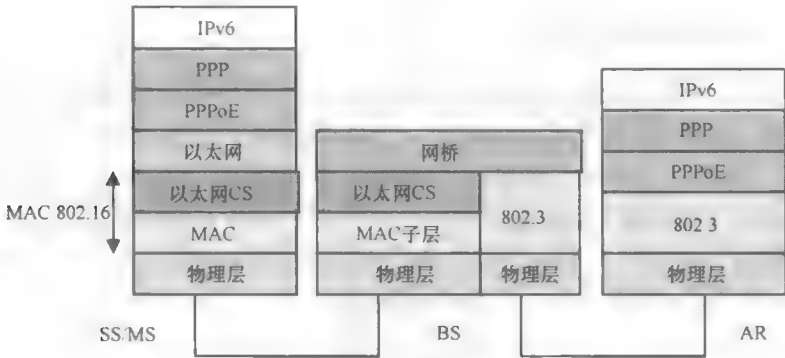 IPv6
PPP
PPPoE
以太网
以太网CS
MAC
物理层
MAC 802.16
SS/MS
网桥
以太网CS
MAC子层
物理层
802.3
物理层
BS
IPv6
PPP
PPPoE
802 3
物理层
AR